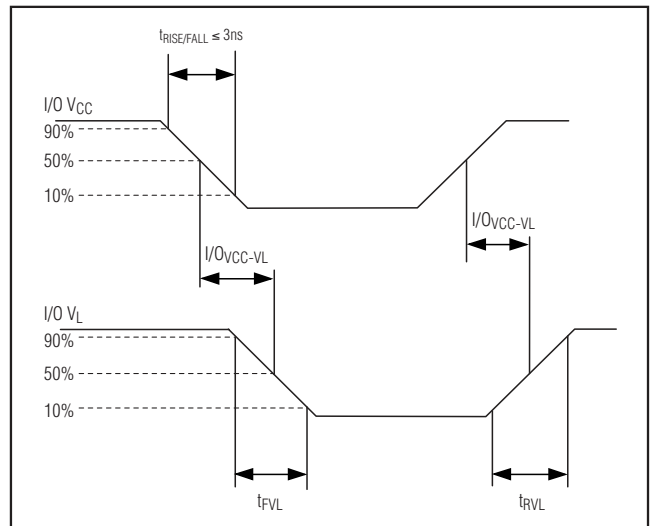 tRISE/FALL ≤ 3ns
I/O VCC
90%
50%
10%
I/OVCC-VL
I/OVCC-VL
I/O VL
90%
50%
10%
tFVL
tRVL